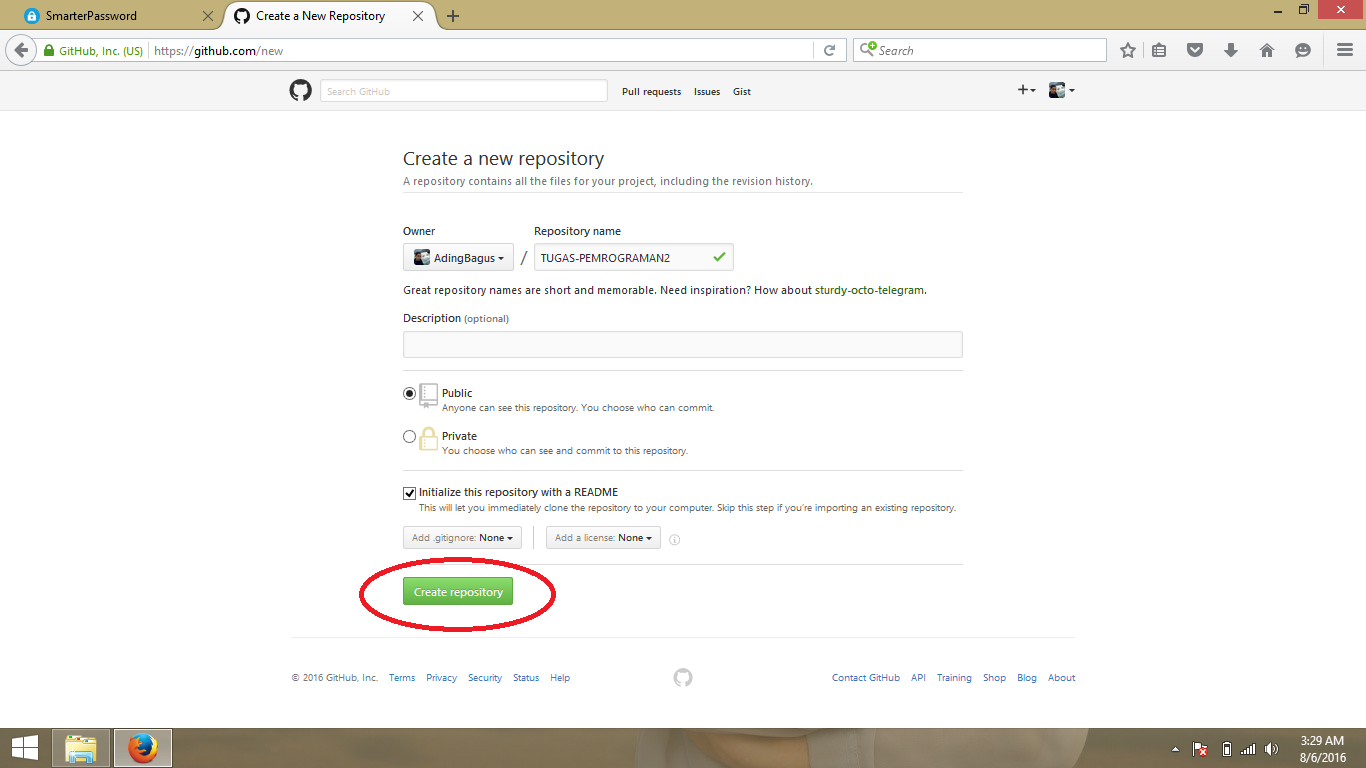 SmarterPassword
Create a New Repository
GitHub, Inc. (US)
https://github.com/new
Search
Search GitHub
Pull requests
Issues
Gist
Create a new repository
A repository contains all the files for your project, including the revision history.
Owner
Repository name
AdingBagus
/
TUGAS-PEMROGRAMAN2
Great repository names are short and memorable. Need inspiration? How about sturdy-octo-telegram.
Description (optional)
Public
Anyone can see this repository. You choose who can commit.
Private
You choose who can see and commit to this repository.
Initialize this repository with a README
This will let you immediately clone the repository to your computer. Skip this step if you're importing an existing repository.
Add .gitignore: None
Add a license: None
Create repository
© 2016 GitHub, Inc.
Terms
Privacy
Security
Status
Help
Contact GitHub
API
Training
Shop
Blog
About
3:29 AM
8/6/2016